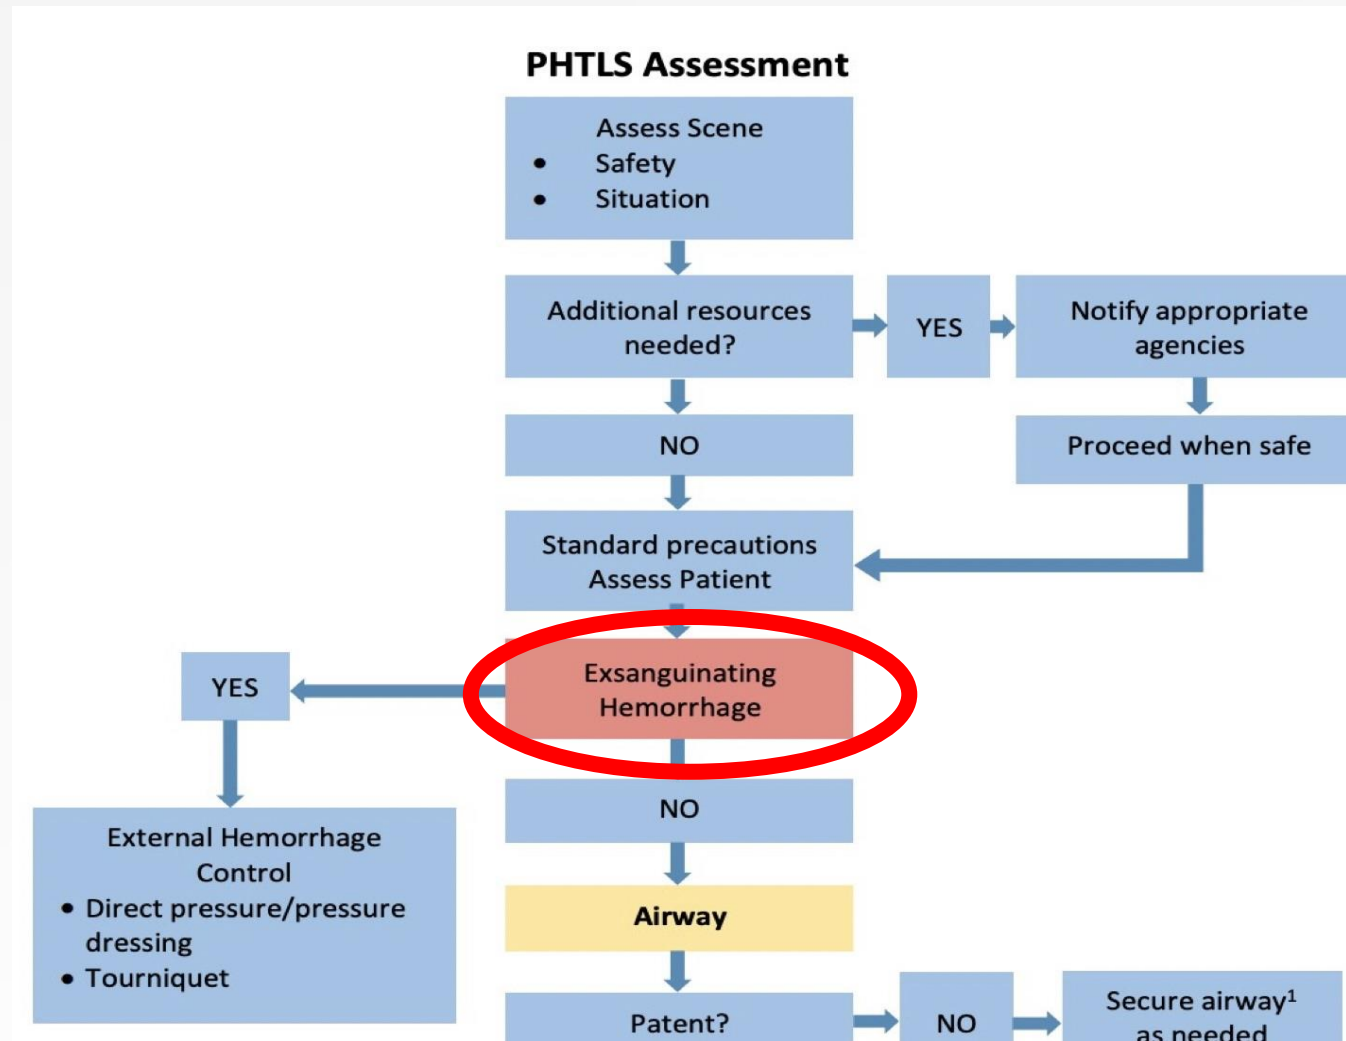 PHTLS Assessment
Assess Scene
• Safety
• Situation
Additional resources
needed?
YES
Notify appropriate
agencies
NO
Proceed when safe
Standard precautions
Assess Patient
Exsanguinating
Hemorrhage
YES
NO
External Hemorrhage
Control
• Direct pressure/pressure
dressing
• Tourniquet
Airway
Patent?
NO
Secure airway¹
as needed